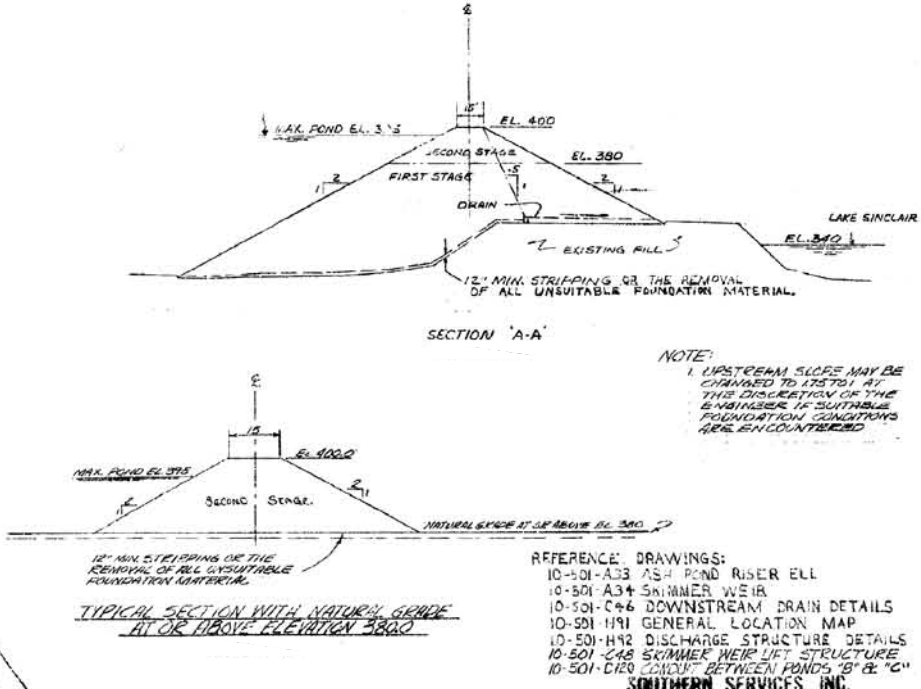 ℄
15'
EL. 400
MAX. POND EL.
SECOND STAGE
EL. 380
FIRST STAGE
2
1
.5
1
2
1
DRAIN
LAKE SINCLAIR
EXISTING FILL
EL. 340
12" MIN. STRIPPING OR THE REMOVAL
OF ALL UNSUITABLE FOUNDATION MATERIAL.
SECTION 'A-A'
NOTE:
1. UPSTREAM SLOPE MAY BE
CHANGED TO 1.75 TO 1 AT
THE DISCRETION OF THE
ENGINEER IF SUITABLE
FOUNDATION CONDITIONS
ARE ENCOUNTERED
℄
15
EL. 400.0
MAX. POND EL 395
2
1
SECOND STAGE.
2
1
NATURAL GRADE AT OR ABOVE EL 380
12" MIN. STRIPPING OR THE
REMOVAL OF ALL UNSUITABLE
FOUNDATION MATERIAL
TYPICAL SECTION WITH NATURAL GRADE
AT OR ABOVE ELEVATION 380.0
REFERENCE DRAWINGS:
10-501-A33 ASH POND RISER ELL
10-501-A34 SKIMMER WEIR
10-501-C46 DOWNSTREAM DRAIN DETAILS
10-501-H91 GENERAL LOCATION MAP
10-501-H92 DISCHARGE STRUCTURE DETAILS
10-501-C48 SKIMMER WEIR LIFT STRUCTURE
10-501-C120 CONDUIT BETWEEN PONDS "B" & "C"
SOUTHERN SERVICES, INC.